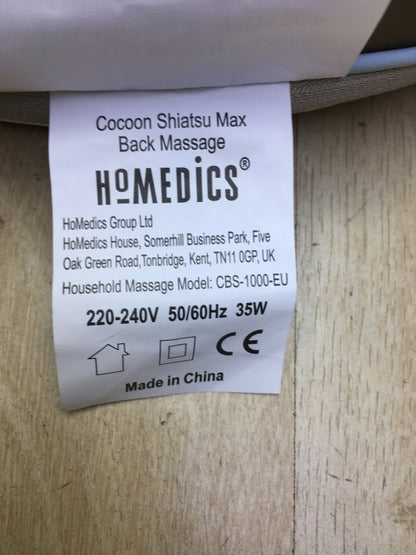 Cocoon Shiatsu Max
Back Massage
HoMEDICS®
HoMedics Group Ltd
HoMedics House, Somerhill Business Park, Five
Oak Green Road,Tonbridge, Kent, TN11 0GP, UK
Household Massage Model: CBS-1000-EU
220-240V 50/60Hz 35W
CE
Made in China